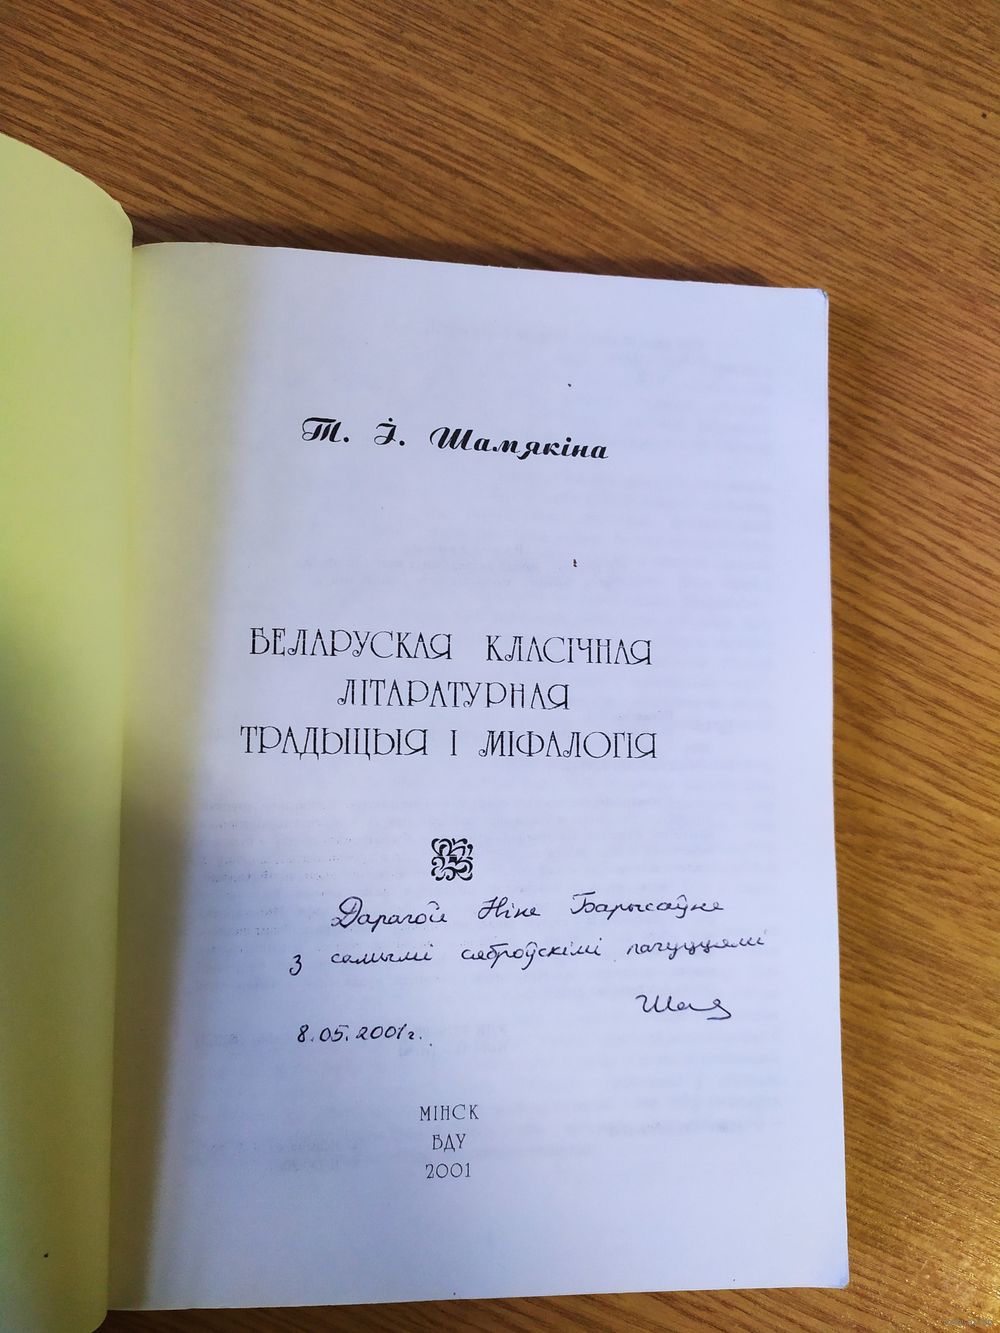 Т. І. Шамякіна
БЕЛАРУСКАЯ КЛАСІЧНАЯ
ЛІТАРАТУРНАЯ
ТРАДЫЦЫЯ І МІФАЛОГІЯ
Дарагой Ніне Барысаўне
З самымі сяброўскімі пачуццямі
8.05.2001г.
МІНСК
БДУ
2001